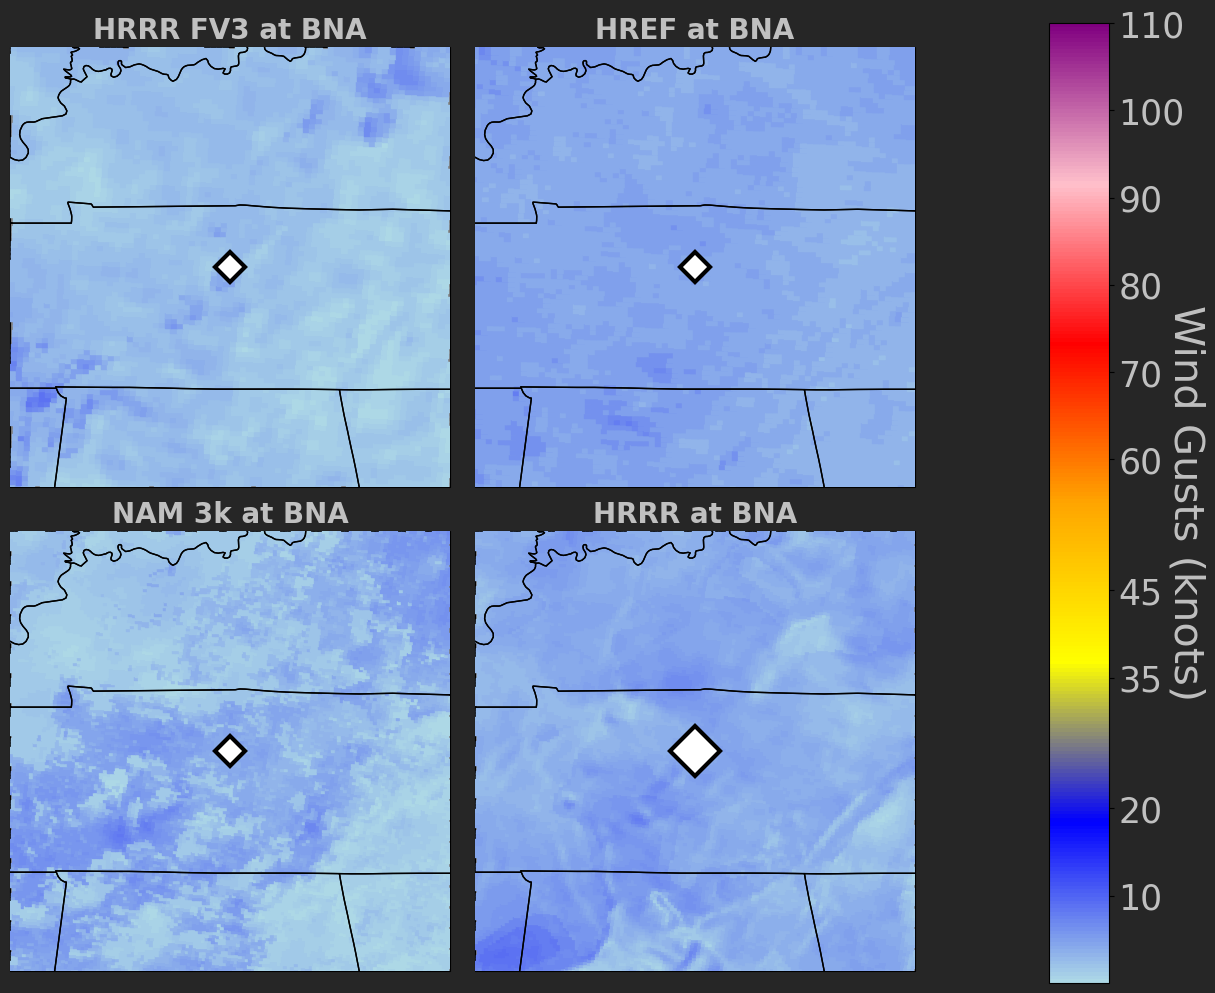 HRRR FV3 at BNA
HREF at BNA
NAM 3k at BNA
HRRR at BNA
110
100
90
80
70
60
45
35
20
10
Wind Gusts (knots)